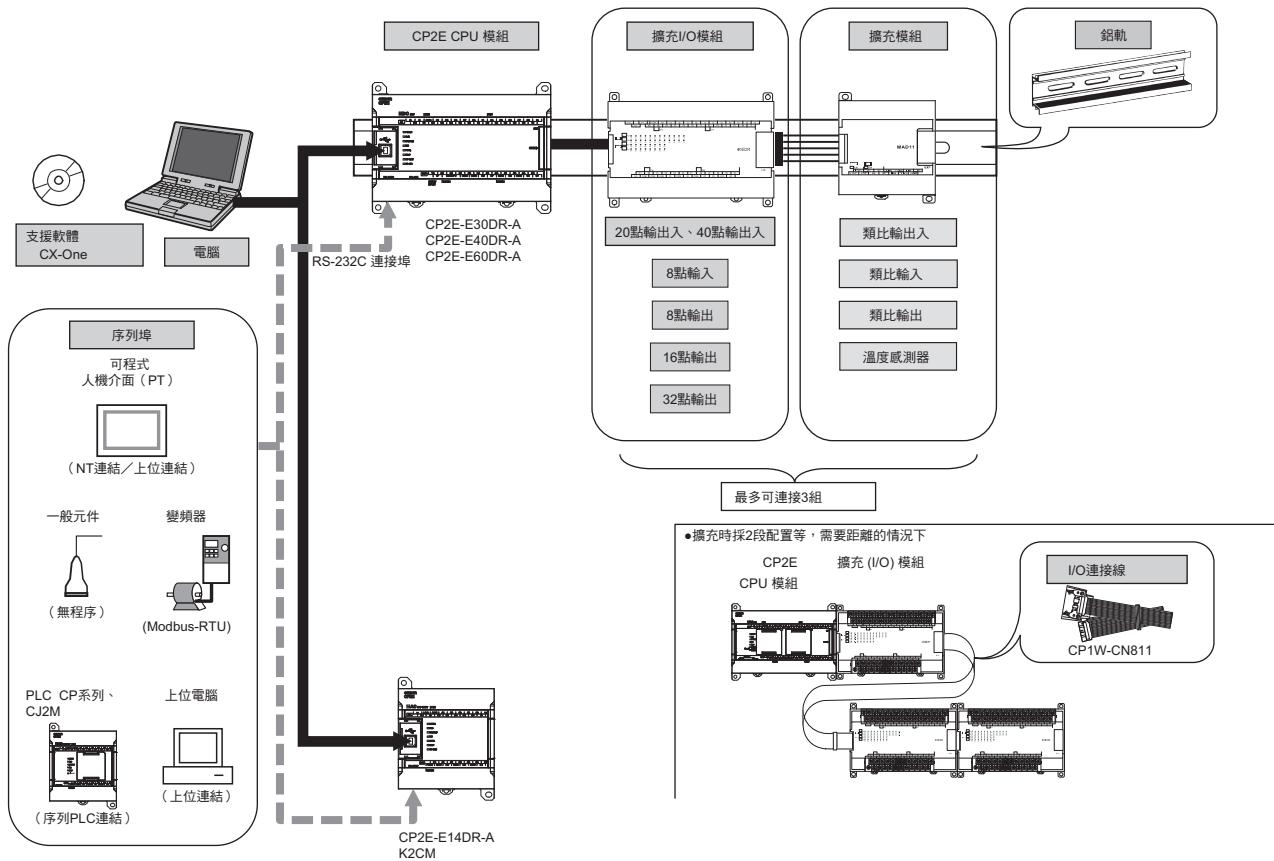 CP2E CPU 模組
擴充I/O模組
擴充模組
鋁軌
MAD11
支援軟體
CX-One
電腦
RS-232C 連接埠
CP2E-E30DR-A
CP2E-E40DR-A
CP2E-E60DR-A
20點輸出入、40點輸出入
8點輸入
8點輸出
16點輸出
32點輸出
類比輸出入
類比輸入
類比輸出
溫度感測器
最多可連接3組
序列埠
可程式
人機介面（PT）
（NT連結／上位連結）
一般元件
變頻器
（無程序）
(Modbus-RTU)
PLC CP系列、
CJ2M
上位電腦
（序列PLC連結）
（上位連結）
CP2E-E14DR-A
K2CM
●擴充時採2段配置等，需要距離的情況下
CP2E
CPU 模組
擴充 (I/O) 模組
I/O連接線
CP1W-CN811